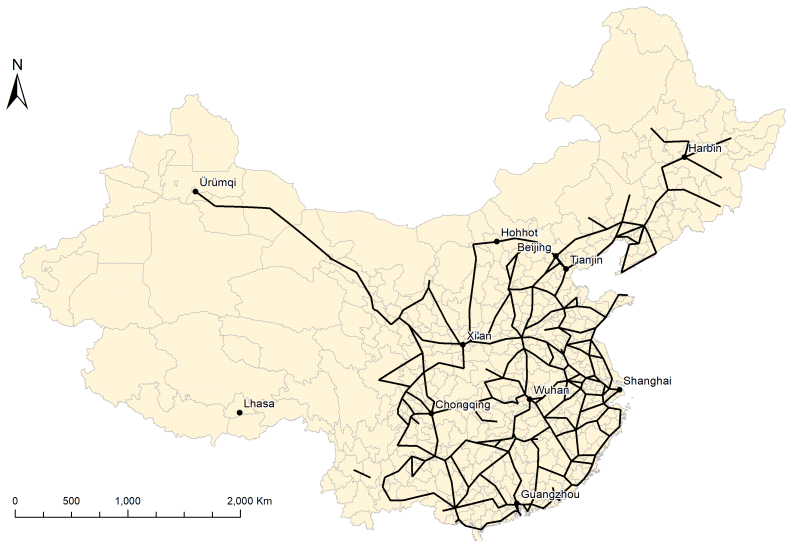 N
Harbin
Ürümqi
Hohhot
Beijing
Tianjin
Xi'an
Shanghai
Wuhan
Lhasa
Chongqing
Guangzhou
0 500 1,000 2,000 Km